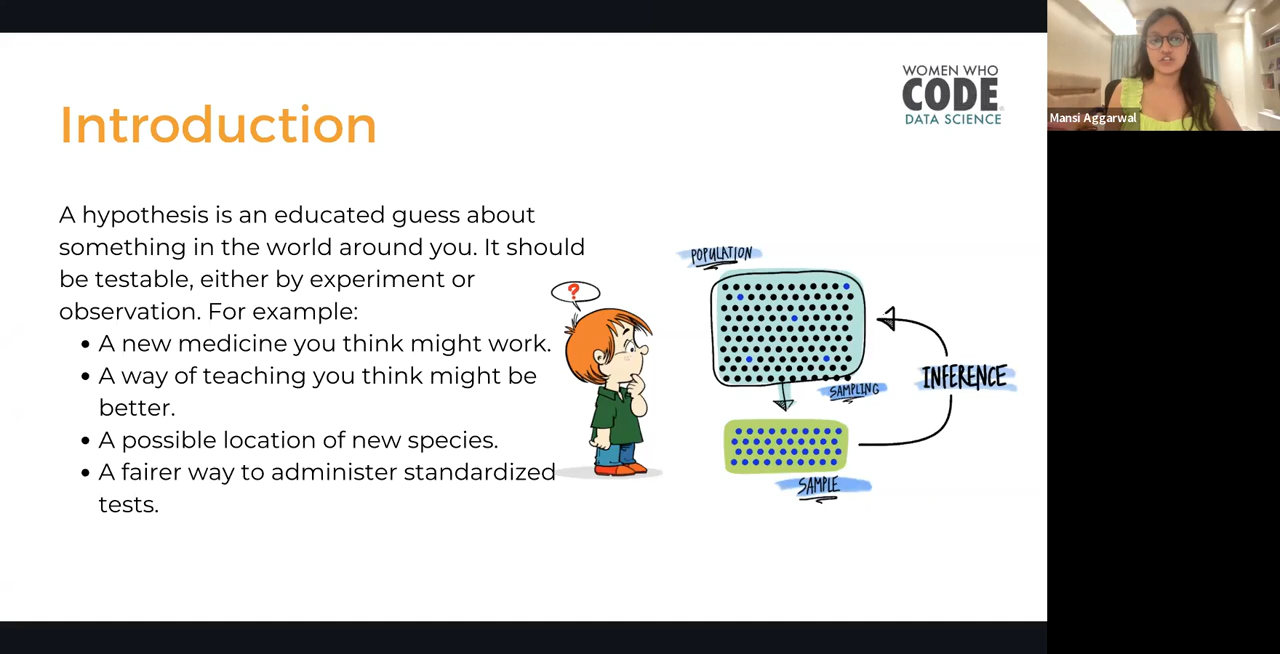 WOMEN WHO
CODE
DATA SCIENCE
Mansi Aggarwal
Introduction
A hypothesis is an educated guess about
something in the world around you. It should
be testable, either by experiment or
observation. For example:
• A new medicine you think might work.
• A way of teaching you think might be
better.
• A possible location of new species.
• A fairer way to administer standardized
tests.
?
POPULATION
SAMPLING
INFERENCE
SAMPLE